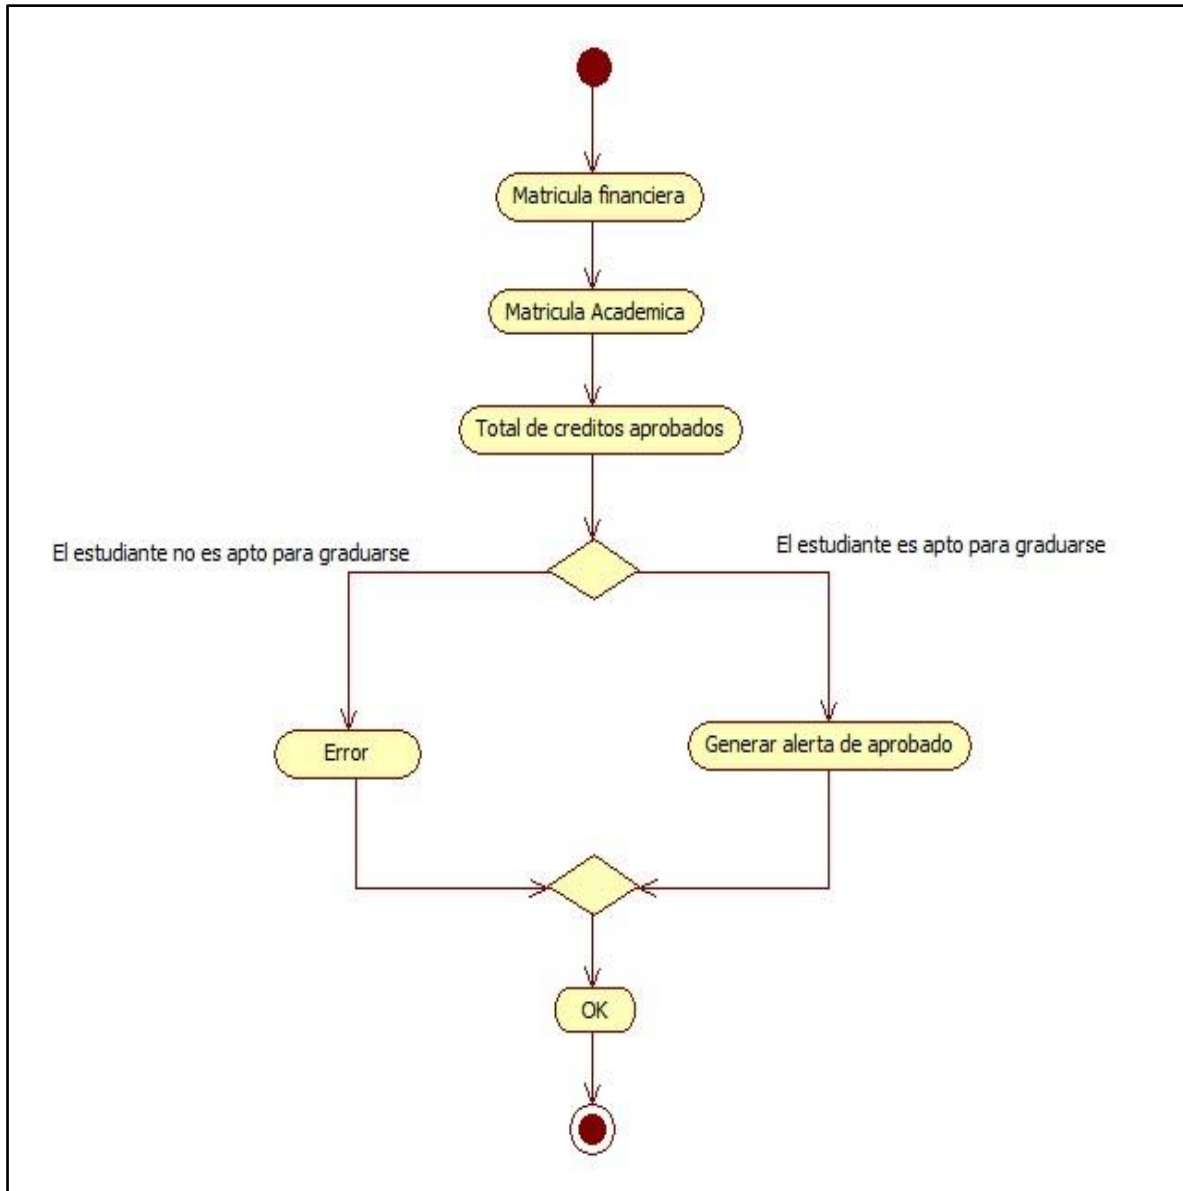 Matricula financiera
Matricula Academica
Total de creditos aprobados
El estudiante no es apto para graduarse
El estudiante es apto para graduarse
Error
Generar alerta de aprobado
OK